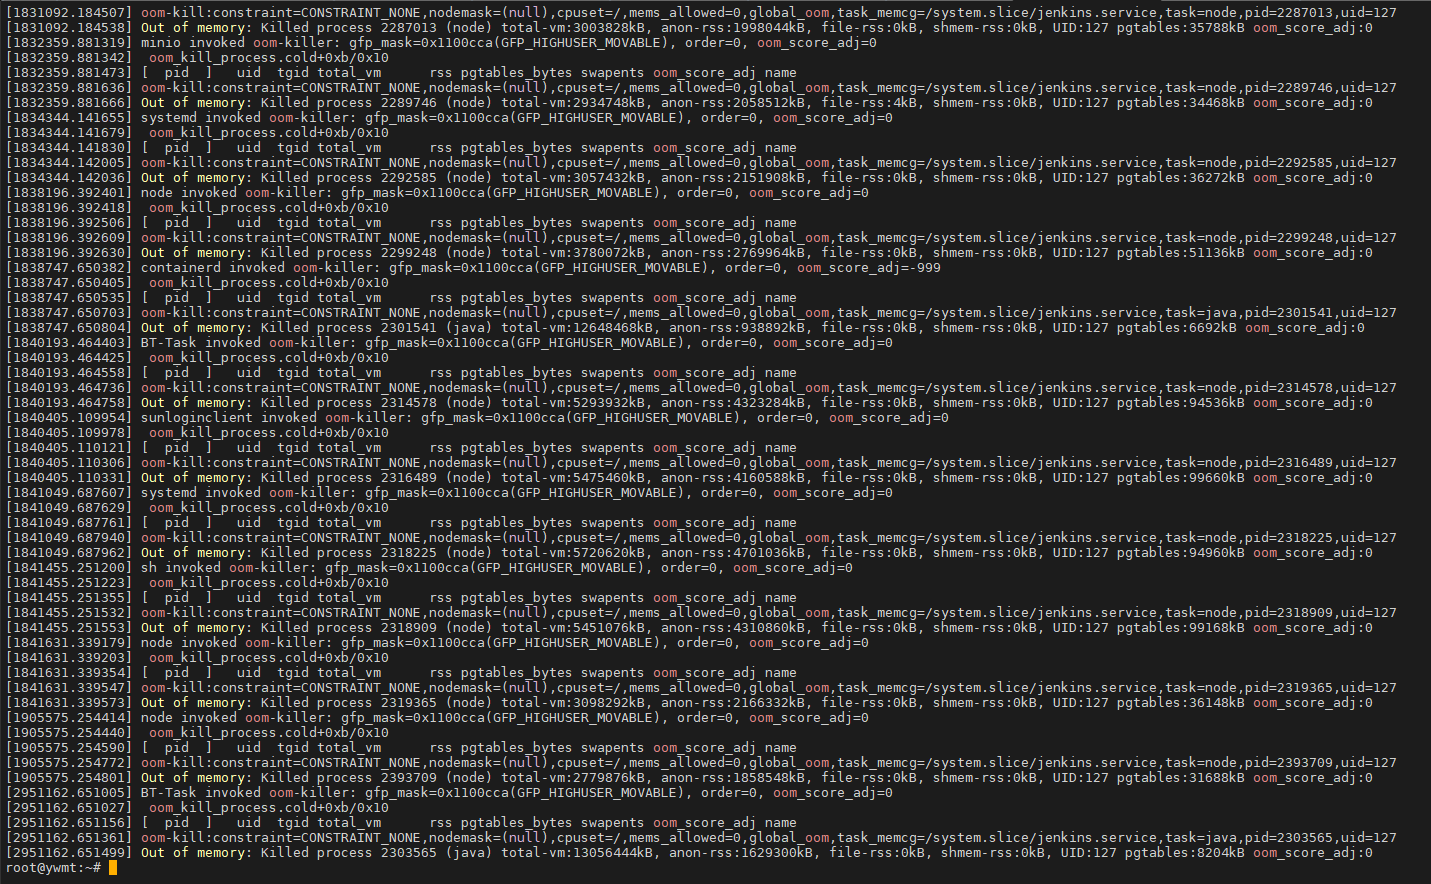 [1831092.184507] oom-kill:constraint=CONSTRAINT_NONE,nodemask=(null),cpuset=/,mems_allowed=0,global_oom,task_memcg=/system.slice/jenkins.service,task=node,pid=2287013,uid=127
[1831092.184538] Out of memory: Killed process 2287013 (node) total-vm:3003828kB, anon-rss:1998044kB, file-rss:0kB, shmem-rss:0kB, UID:127 pgtables:35788kB oom_score_adj:0
[1832359.881319] minio invoked oom-killer: gfp_mask=0x1100cca(GFP_HIGHUSER_MOVABLE), order=0, oom_score_adj=0
[1832359.881342]  oom_kill_process.cold+0xb/0x10
[1832359.881473] [  pid  ]   uid  tgid total_vm      rss pgtables_bytes swapents oom_score_adj name
[1832359.881636] oom-kill:constraint=CONSTRAINT_NONE,nodemask=(null),cpuset=/,mems_allowed=0,global_oom,task_memcg=/system.slice/jenkins.service,task=node,pid=2289746,uid=127
[1832359.881666] Out of memory: Killed process 2289746 (node) total-vm:2934748kB, anon-rss:2058512kB, file-rss:4kB, shmem-rss:0kB, UID:127 pgtables:34468kB oom_score_adj:0
[1834344.141655] systemd invoked oom-killer: gfp_mask=0x1100cca(GFP_HIGHUSER_MOVABLE), order=0, oom_score_adj=0
[1834344.141679]  oom_kill_process.cold+0xb/0x10
[1834344.141830] [  pid  ]   uid  tgid total_vm      rss pgtables_bytes swapents oom_score_adj name
[1834344.142005] oom-kill:constraint=CONSTRAINT_NONE,nodemask=(null),cpuset=/,mems_allowed=0,global_oom,task_memcg=/system.slice/jenkins.service,task=node,pid=2292585,uid=127
[1834344.142036] Out of memory: Killed process 2292585 (node) total-vm:3057432kB, anon-rss:2151908kB, file-rss:0kB, shmem-rss:0kB, UID:127 pgtables:36272kB oom_score_adj:0
[1838196.392401] node invoked oom-killer: gfp_mask=0x1100cca(GFP_HIGHUSER_MOVABLE), order=0, oom_score_adj=0
[1838196.392418]  oom_kill_process.cold+0xb/0x10
[1838196.392506] [  pid  ]   uid  tgid total_vm      rss pgtables_bytes swapents oom_score_adj name
[1838196.392609] oom-kill:constraint=CONSTRAINT_NONE,nodemask=(null),cpuset=/,mems_allowed=0,global_oom,task_memcg=/system.slice/jenkins.service,task=node,pid=2299248,uid=127
[1838196.392630] Out of memory: Killed process 2299248 (node) total-vm:3780072kB, anon-rss:2769964kB, file-rss:0kB, shmem-rss:0kB, UID:127 pgtables:51136kB oom_score_adj:0
[1838747.650382] containerd invoked oom-killer: gfp_mask=0x1100cca(GFP_HIGHUSER_MOVABLE), order=0, oom_score_adj=-999
[1838747.650405]  oom_kill_process.cold+0xb/0x10
[1838747.650535] [  pid  ]   uid  tgid total_vm      rss pgtables_bytes swapents oom_score_adj name
[1838747.650703] oom-kill:constraint=CONSTRAINT_NONE,nodemask=(null),cpuset=/,mems_allowed=0,global_oom,task_memcg=/system.slice/jenkins.service,task=java,pid=2301541,uid=127
[1838747.650804] Out of memory: Killed process 2301541 (java) total-vm:12648468kB, anon-rss:938892kB, file-rss:0kB, shmem-rss:0kB, UID:127 pgtables:6692kB oom_score_adj:0
[1840193.464403] BT-Task invoked oom-killer: gfp_mask=0x1100cca(GFP_HIGHUSER_MOVABLE), order=0, oom_score_adj=0
[1840193.464425]  oom_kill_process.cold+0xb/0x10
[1840193.464558] [  pid  ]   uid  tgid total_vm      rss pgtables_bytes swapents oom_score_adj name
[1840193.464736] oom-kill:constraint=CONSTRAINT_NONE,nodemask=(null),cpuset=/,mems_allowed=0,global_oom,task_memcg=/system.slice/jenkins.service,task=node,pid=2314578,uid=127
[1840193.464758] Out of memory: Killed process 2314578 (node) total-vm:5293932kB, anon-rss:4323284kB, file-rss:0kB, shmem-rss:0kB, UID:127 pgtables:94536kB oom_score_adj:0
[1840405.109954] sunloginclient invoked oom-killer: gfp_mask=0x1100cca(GFP_HIGHUSER_MOVABLE), order=0, oom_score_adj=0
[1840405.109978]  oom_kill_process.cold+0xb/0x10
[1840405.110121] [  pid  ]   uid  tgid total_vm      rss pgtables_bytes swapents oom_score_adj name
[1840405.110306] oom-kill:constraint=CONSTRAINT_NONE,nodemask=(null),cpuset=/,mems_allowed=0,global_oom,task_memcg=/system.slice/jenkins.service,task=node,pid=2316489,uid=127
[1840405.110331] Out of memory: Killed process 2316489 (node) total-vm:5475460kB, anon-rss:4160588kB, file-rss:0kB, shmem-rss:0kB, UID:127 pgtables:99660kB oom_score_adj:0
[1841049.687607] systemd invoked oom-killer: gfp_mask=0x1100cca(GFP_HIGHUSER_MOVABLE), order=0, oom_score_adj=0
[1841049.687629]  oom_kill_process.cold+0xb/0x10
[1841049.687761] [  pid  ]   uid  tgid total_vm      rss pgtables_bytes swapents oom_score_adj name
[1841049.687940] oom-kill:constraint=CONSTRAINT_NONE,nodemask=(null),cpuset=/,mems_allowed=0,global_oom,task_memcg=/system.slice/jenkins.service,task=node,pid=2318225,uid=127
[1841049.687962] Out of memory: Killed process 2318225 (node) total-vm:5720620kB, anon-rss:4701036kB, file-rss:0kB, shmem-rss:0kB, UID:127 pgtables:94960kB oom_score_adj:0
[1841455.251200] sh invoked oom-killer: gfp_mask=0x1100cca(GFP_HIGHUSER_MOVABLE), order=0, oom_score_adj=0
[1841455.251223]  oom_kill_process.cold+0xb/0x10
[1841455.251355] [  pid  ]   uid  tgid total_vm      rss pgtables_bytes swapents oom_score_adj name
[1841455.251532] oom-kill:constraint=CONSTRAINT_NONE,nodemask=(null),cpuset=/,mems_allowed=0,global_oom,task_memcg=/system.slice/jenkins.service,task=node,pid=2318909,uid=127
[1841455.251553] Out of memory: Killed process 2318909 (node) total-vm:5451076kB, anon-rss:4310860kB, file-rss:0kB, shmem-rss:0kB, UID:127 pgtables:99168kB oom_score_adj:0
[1841631.339179] node invoked oom-killer: gfp_mask=0x1100cca(GFP_HIGHUSER_MOVABLE), order=0, oom_score_adj=0
[1841631.339203]  oom_kill_process.cold+0xb/0x10
[1841631.339354] [  pid  ]   uid  tgid total_vm      rss pgtables_bytes swapents oom_score_adj name
[1841631.339547] oom-kill:constraint=CONSTRAINT_NONE,nodemask=(null),cpuset=/,mems_allowed=0,global_oom,task_memcg=/system.slice/jenkins.service,task=node,pid=2319365,uid=127
[1841631.339573] Out of memory: Killed process 2319365 (node) total-vm:3098292kB, anon-rss:2166332kB, file-rss:0kB, shmem-rss:0kB, UID:127 pgtables:36148kB oom_score_adj:0
[1905575.254414] node invoked oom-killer: gfp_mask=0x1100cca(GFP_HIGHUSER_MOVABLE), order=0, oom_score_adj=0
[1905575.254440]  oom_kill_process.cold+0xb/0x10
[1905575.254590] [  pid  ]   uid  tgid total_vm      rss pgtables_bytes swapents oom_score_adj name
[1905575.254772] oom-kill:constraint=CONSTRAINT_NONE,nodemask=(null),cpuset=/,mems_allowed=0,global_oom,task_memcg=/system.slice/jenkins.service,task=node,pid=2393709,uid=127
[1905575.254801] Out of memory: Killed process 2393709 (node) total-vm:2779876kB, anon-rss:1858548kB, file-rss:0kB, shmem-rss:0kB, UID:127 pgtables:31688kB oom_score_adj:0
[2951162.651005] BT-Task invoked oom-killer: gfp_mask=0x1100cca(GFP_HIGHUSER_MOVABLE), order=0, oom_score_adj=0
[2951162.651027]  oom_kill_process.cold+0xb/0x10
[2951162.651156] [  pid  ]   uid  tgid total_vm      rss pgtables_bytes swapents oom_score_adj name
[2951162.651361] oom-kill:constraint=CONSTRAINT_NONE,nodemask=(null),cpuset=/,mems_allowed=0,global_oom,task_memcg=/system.slice/jenkins.service,task=java,pid=2303565,uid=127
[2951162.651499] Out of memory: Killed process 2303565 (java) total-vm:13056444kB, anon-rss:1629300kB, file-rss:0kB, shmem-rss:0kB, UID:127 pgtables:8204kB oom_score_adj:0
root@ywmt:~#